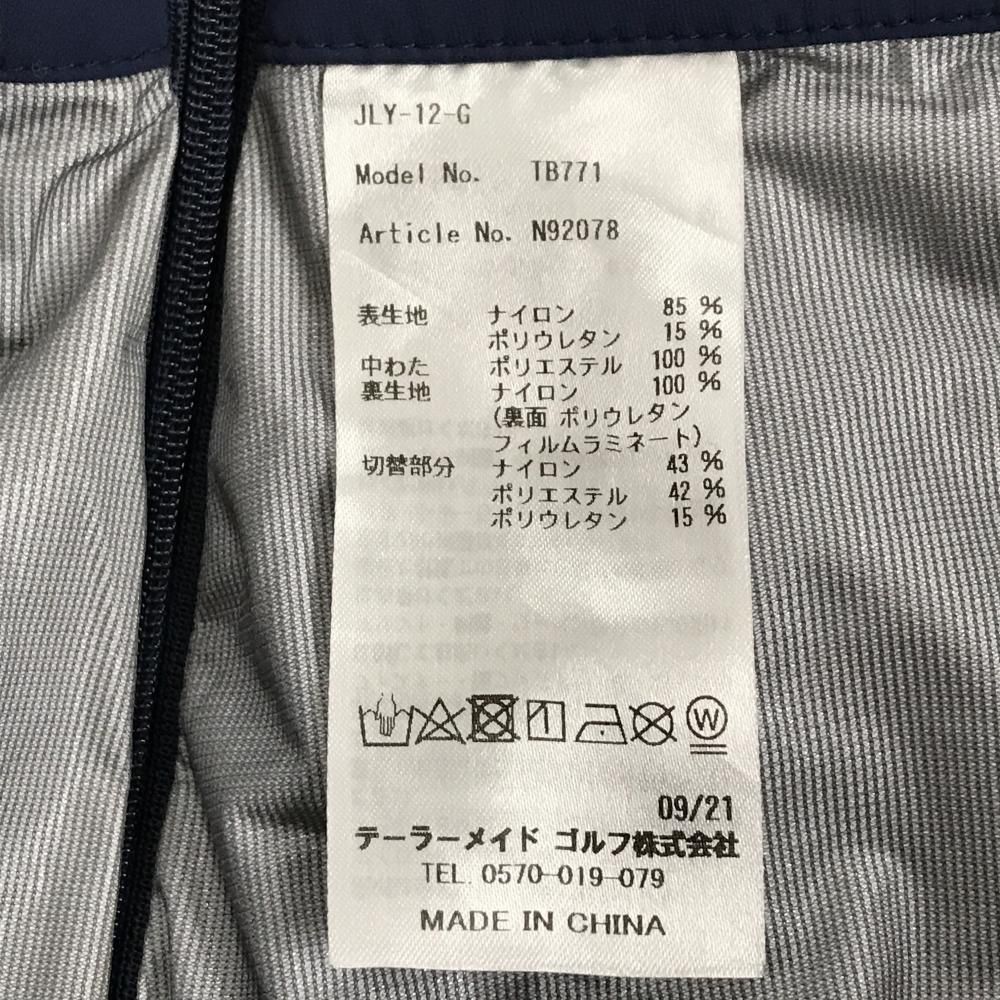 JLY-12-G
Model No. TB771
Article No. N92078
表生地 ナイロン 85 %
ポリウレタン 15 %
中わた ポリエステル 100 %
裏生地 ナイロン 100 %
(裏面 ポリウレタン
フィルムラミネート)
切替部分 ナイロン 43 %
ポリエステル 42 %
ポリウレタン 15 %
W
09/21
テーラーメイド ゴルフ株式会社
TEL. 0570-019-079
MADE IN CHINA